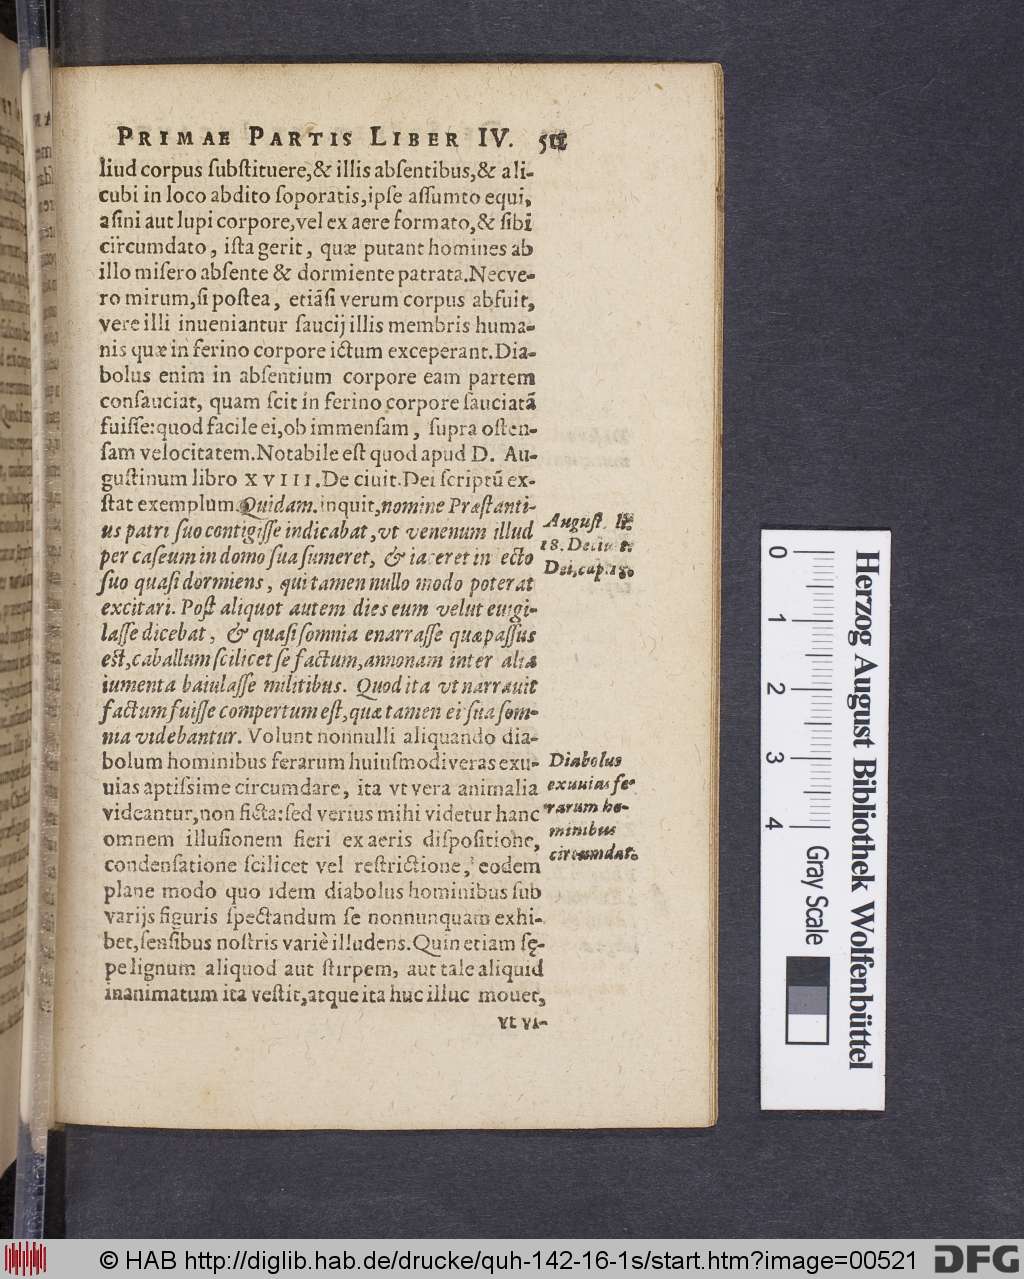 PRIMAE PARTIS LIBER IV. 511
liud corpus ſubſtituere,& illis abſentibus,& ali-
cubi in loco abdito ſoporatis,ipſe aſſumto equi,
aſini aut lupi corpore,vel ex aere formato,& ſibi
circumdato, iſta gerit, quæ putant homines ab
illo miſero abſente & dormiente patrata.Necve-
ro mirum,ſi poſtea, etiãſi verum corpus abfuit,
vere illi inueniantur ſaucij illis membris huma-
nis quæ in ferino corpore ictum exceperant.Dia-
bolus enim in abſentium corpore eam partem
conſauciat, quam ſcit in ferino corpore ſauciatã
fuiſſe:quod facile ei,ob immenſam, ſupra oſten-
ſam velocitatem.Notabile eſt quod apud D. Au-
guſtinum libro XVIII.De ciuit.Dei ſcriptũ ex-
ſtat exemplum.Quidam.inquit,nomine Præſtanti-
us patri ſuo contigiſſe indicabat,vt venenum illud
per caſeum in domo ſua ſumeret, & iaceret in lecto
ſuo quaſi dormiens, qui tamen nullo modo poterat
excitari. Poſt aliquot autem dies eum velut euigi-
laſſe dicebat, & quaſi ſomnia enarraſſe quæ paſſus
est,caballum ſcilicet ſe factum,annonam inter alia
iumenta baiulaſſe militibus. Quod ita vt narrauit
factum fuiſſe compertum eſt,quæ tamen ei ſua ſom-
nia videbantur. Volunt nonnulli aliquando dia-
bolum hominibus ferarum huiuſmodi veras exu-
uias aptiſsime circumdare, ita vt vera animalia
videantur,non ficta:ſed verius mihi videtur hanc
omnem illuſionem fieri ex aeris diſpoſitione,
condenſatione ſcilicet vel reſtrictione, eodem
plane modo quo idem diabolus hominibus ſub
varijs figuris ſpectandum ſe nonnunquam exhi-
bet,ſenſibus noſtris variè illudens.Quin etiam ſę-
pe lignum aliquod aut ſtirpem, aut tale aliquid
inanimatum ita veſtit,atque ita huc illuc mouet,
vt vi-
Auguſt. li.
18. De ciuit.
Dei,cap.18.
Diabolus
exuuias fe-
rarum ho-
minibus
circumdat.
0 1 2 3 4
Gray Scale
Herzog August Bibliothek Wolfenbüttel
© HAB http://diglib.hab.de/drucke/quh-142-16-1s/start.htm?image=00521
DFG